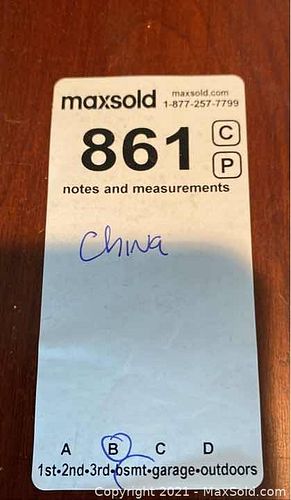 maxsold
maxsold.com
1-877-257-7799
861
C
P
notes and measurements
China
A B C D
1st•2nd•3rd•bsmt•garage•outdoors
Copyright 2021 - MaxSold.com